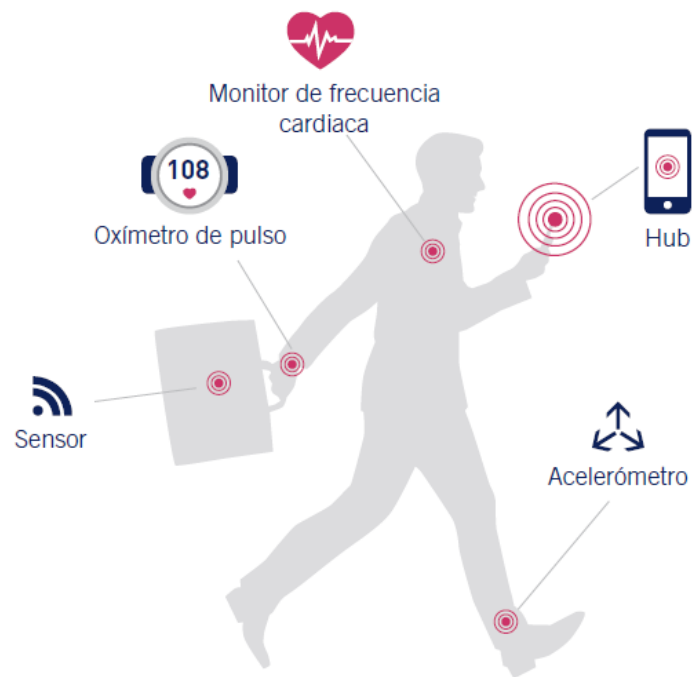 Monitor de frecuencia
cardiaca
108
Oxímetro de pulso
Hub
Sensor
Acelerómetro